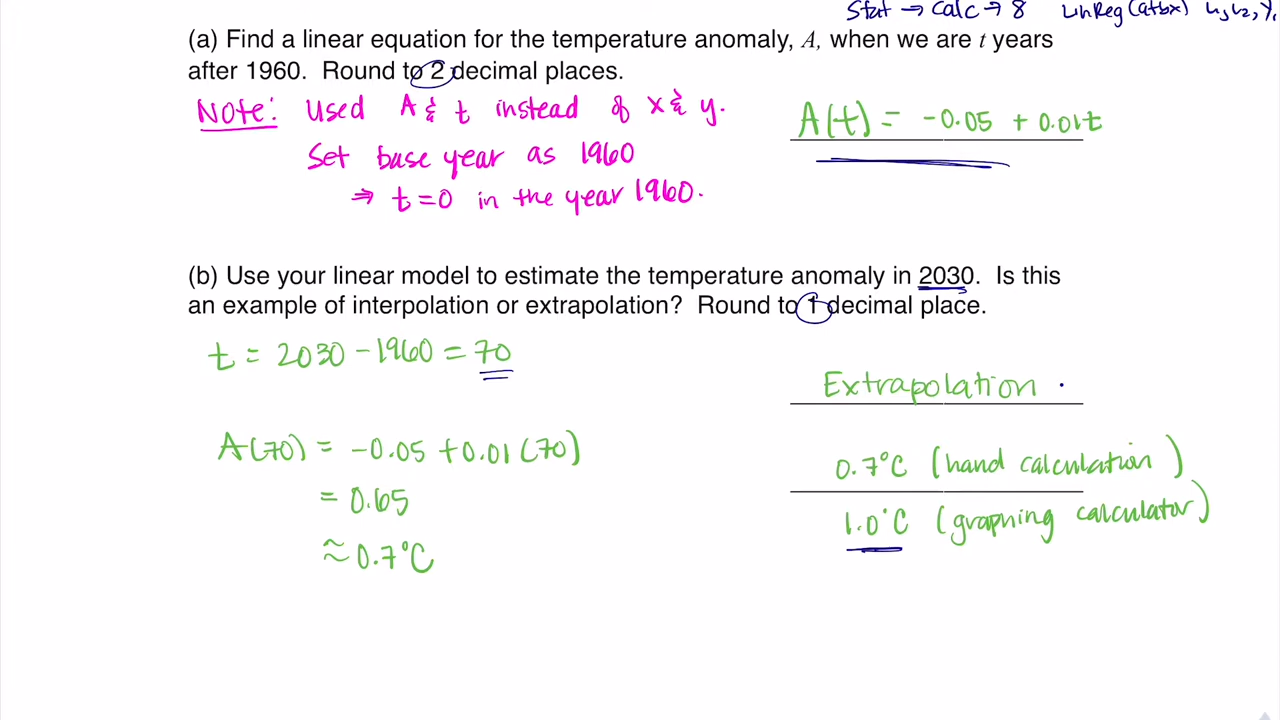 Stat → Calc → 8 LinReg(a+bx) L₁, L₂, Y₁
(a) Find a linear equation for the temperature anomaly, A, when we are t years
after 1960. Round to 2 decimal places.
Note: Used A & t instead of x & y.
A(t) = -0.05 + 0.01t
Set base year as 1960
⇒ t=0 in the year 1960.
(b) Use your linear model to estimate the temperature anomaly in 2030. Is this
an example of interpolation or extrapolation? Round to 1 decimal place.
t = 2030 - 1960 = 70
Extrapolation
A(70) = -0.05 + 0.01(70)
0.7°C (hand calculation)
= 0.65
1.0°C (graphing calculator)
≈ 0.7°C